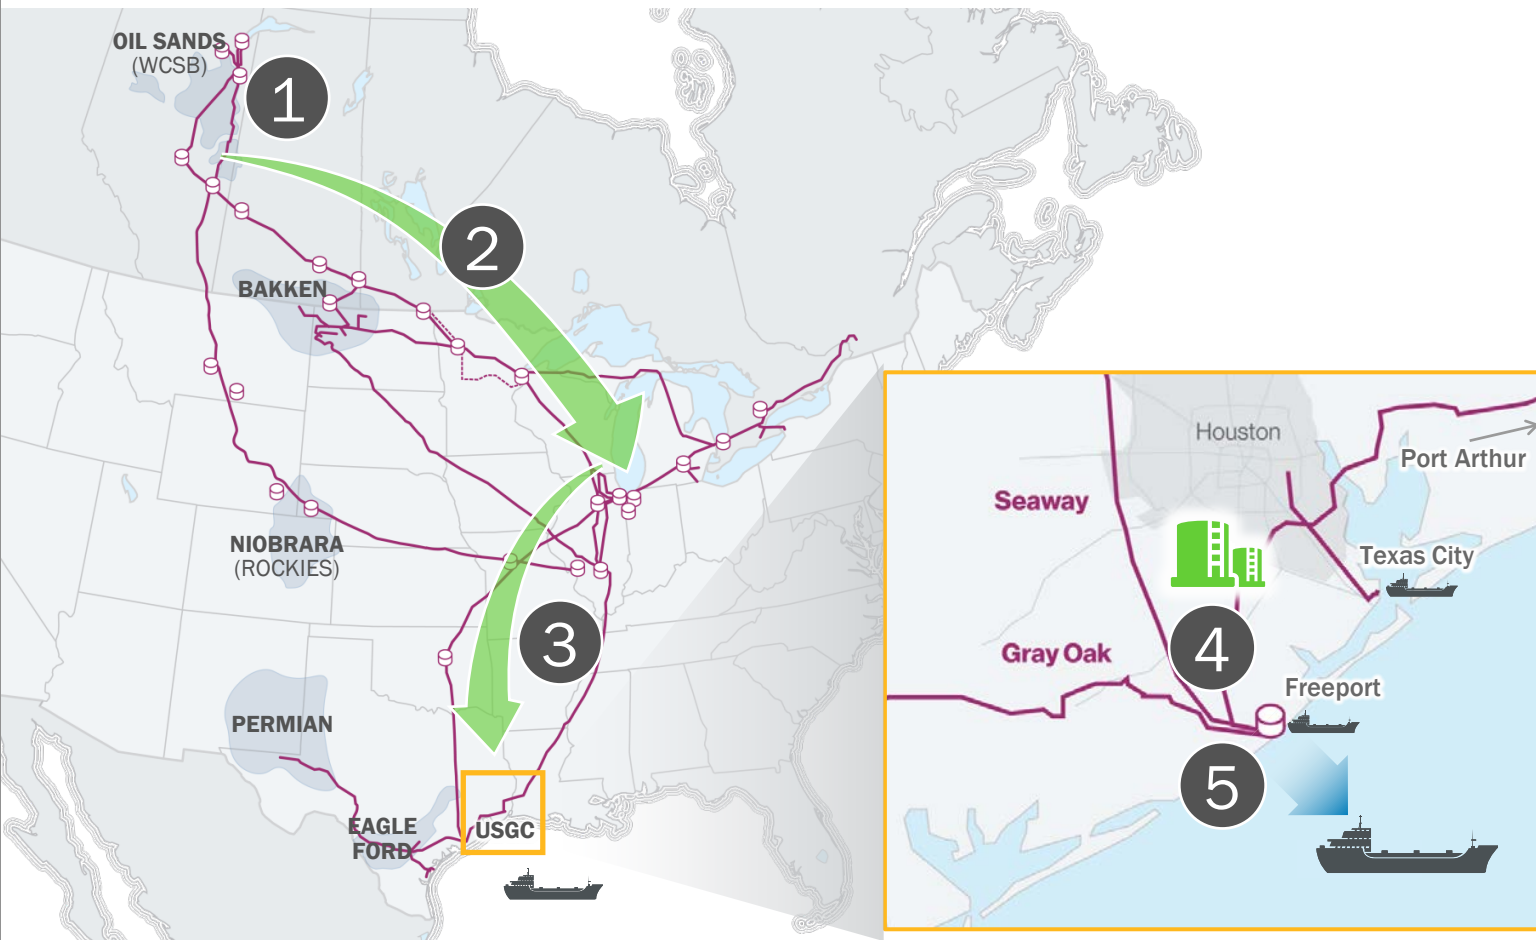 OIL SANDS
(WCSB)
1
2
BAKKEN
NIOBRARA
(ROCKIES)
3
PERMIAN
EAGLE
FORD
USGC
Houston
Port Arthur
Seaway
Texas City
4
Gray Oak
Freeport
5